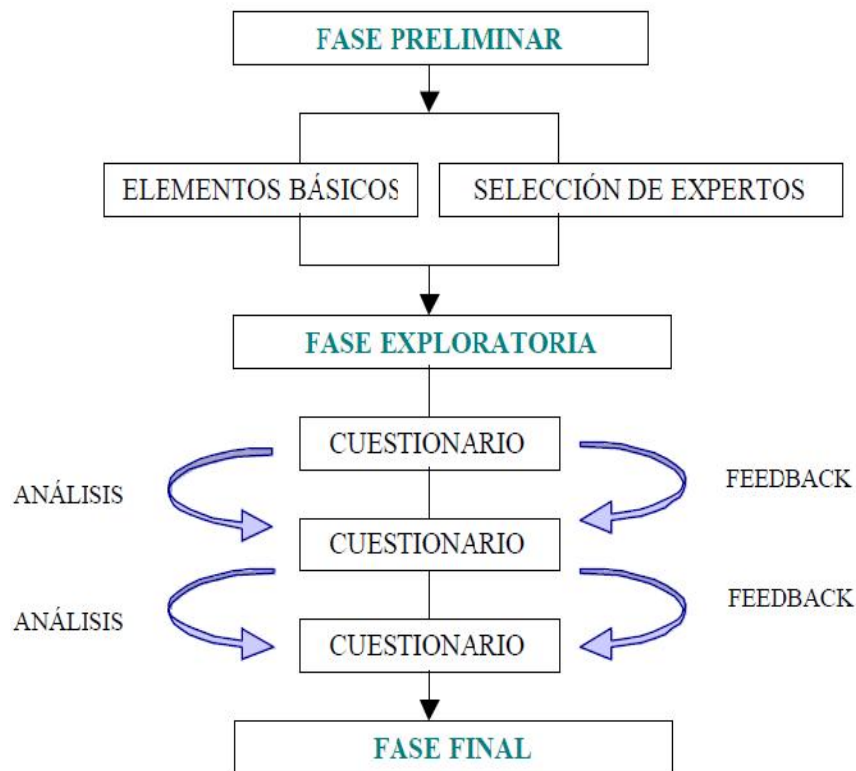 FASE PRELIMINAR
ELEMENTOS BÁSICOS
SELECCIÓN DE EXPERTOS
FASE EXPLORATORIA
CUESTIONARIO
ANÁLISIS
FEEDBACK
CUESTIONARIO
ANÁLISIS
FEEDBACK
CUESTIONARIO
FASE FINAL